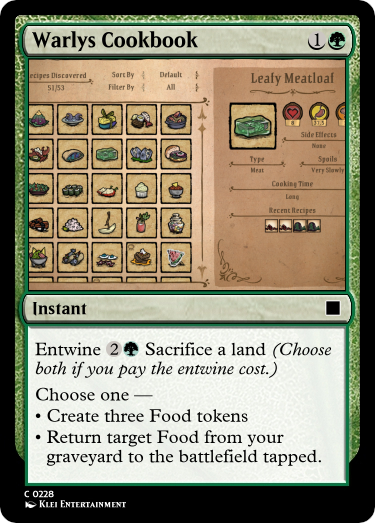 Warlys Cookbook 1
ecipes Discovered
51/53
Sort By
Filter By
Default
All
Leafy Meatloaf
Side Effects
None
Type
Meat
Spoils
Very Slowly
Cooking Time
Long
Recent Recipes
Instant
Entwine 2 Sacrifice a land (Choose
both if you pay the entwine cost.)
Choose one —
• Create three Food tokens
• Return target Food from your
graveyard to the battlefield tapped.
C 0228
Klei Entertainment